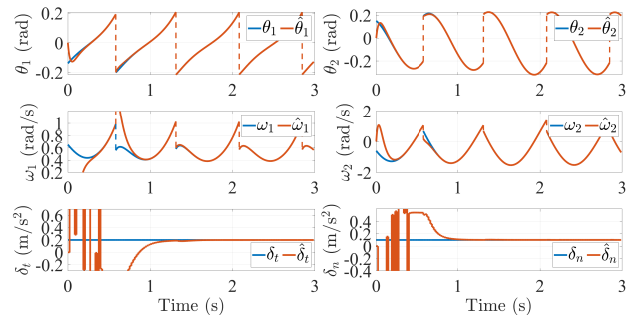 θ₁ (rad)
0.2
0
-0.2
θ₁ θ̂₁
0 1 2 3
θ₂ (rad)
0.2
0
-0.2
θ₂ θ̂₂
0 1 2 3
ω₁ (rad/s)
1
0.8
0.6
0.4
0.2
ω₁ ω̂₁
0 1 2 3
ω₂ (rad/s)
2
0
-2
ω₂ ω̂₂
0 1 2 3
δₜ (m/s²)
0.6
0.4
0.2
0
-0.2
δₜ δ̂ₜ
0 1 2 3
Time (s)
δₙ (m/s²)
0.4
0.2
0
-0.2
-0.4
δₙ δ̂ₙ
0 1 2 3
Time (s)